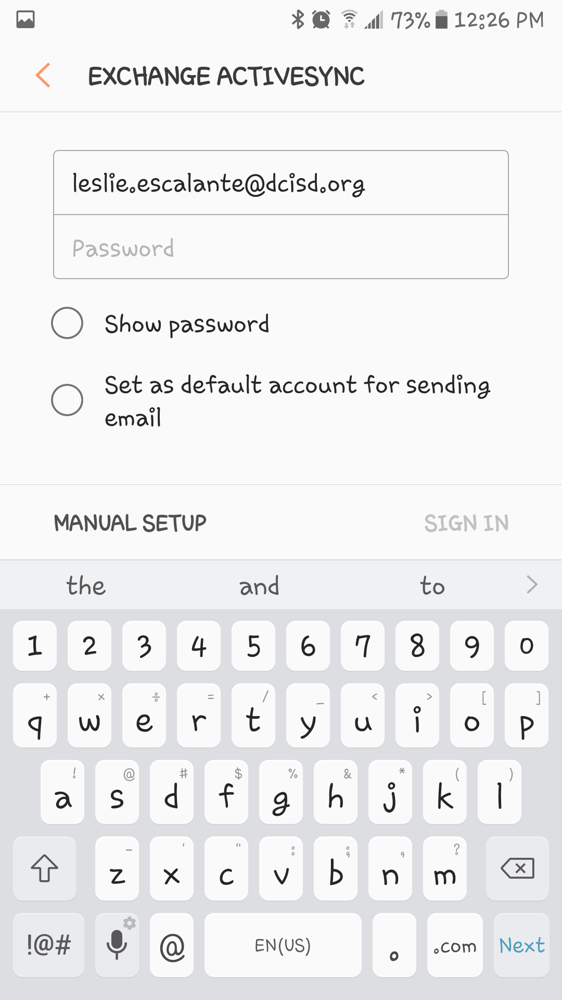 73% 12:26 PM
EXCHANGE ACTIVESYNC
leslie.escalante@dcisd.org
Password
Show password
Set as default account for sending
email
MANUAL SETUP SIGN IN
the and to
1 2 3 4 5 6 7 8 9 0
+ × ÷ = / _ < > [ ]
q w e r t y u i o p
! @ # $ % & * ( )
a s d f g h j k l
- ' " : ; , ?
z x c v b n m
!@# @ EN(US) . .com Next